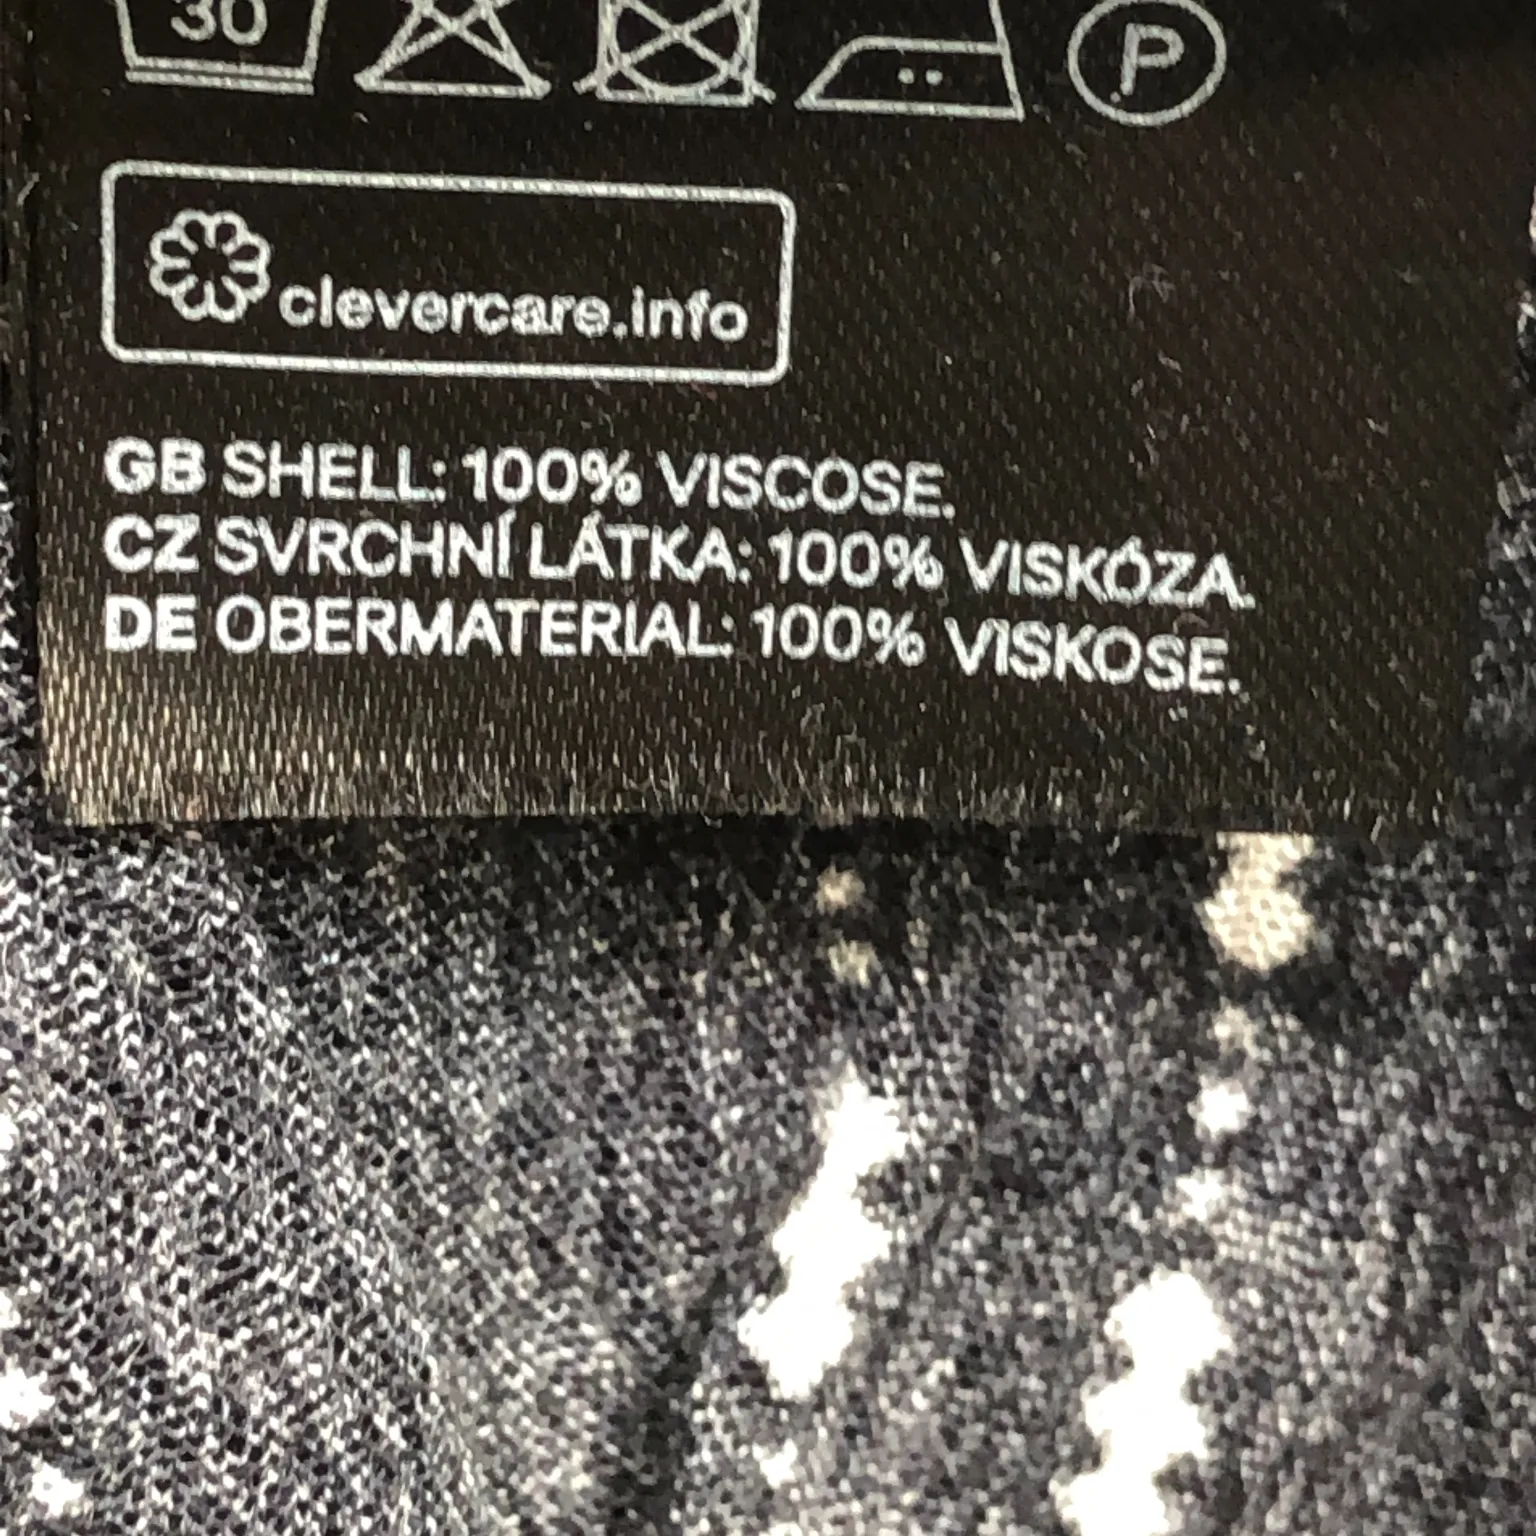 30 P
clevercare.info
GB SHELL: 100% VISCOSE.
CZ SVRCHNÍ LÁTKA: 100% VISKÓZA.
DE OBERMATERIAL: 100% VISKOSE.